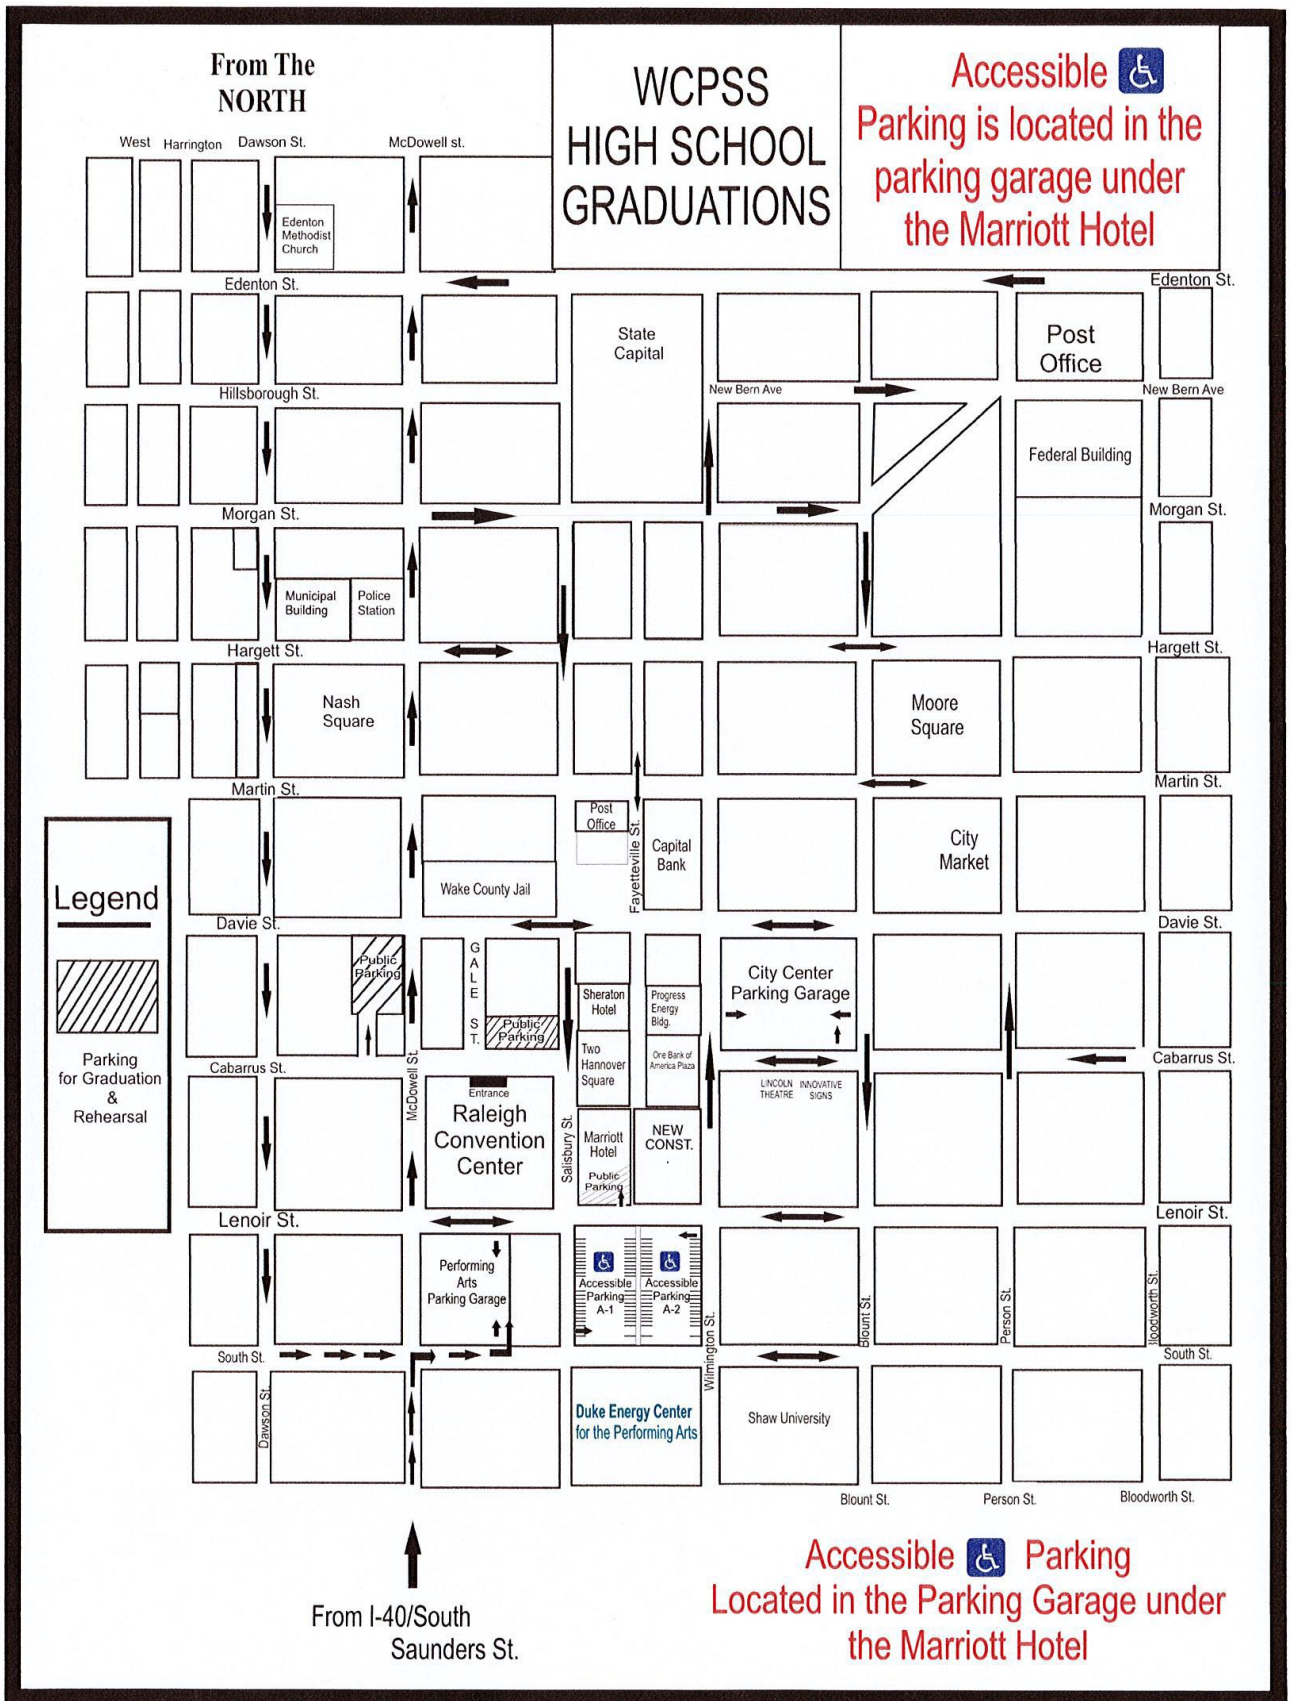 From The
NORTH
WCPSS
HIGH SCHOOL
GRADUATIONS
Accessible
Parking is located in the
parking garage under
the Marriott Hotel
West Harrington Dawson St. McDowell st.
Edenton
Methodist
Church
Edenton St.
Edenton St.
State
Capital
Post
Office
Hillsborough St.
New Bern Ave
New Bern Ave
Federal Building
Morgan St.
Morgan St.
Municipal
Building
Police
Station
Hargett St.
Hargett St.
Nash
Square
Moore
Square
Martin St.
Martin St.
Post
Office
Fayetteville St.
Capital
Bank
City
Market
Wake County Jail
Legend
Parking
for Graduation
&
Rehearsal
Davie St.
Davie St.
Public
Parking
GALE ST.
Public
Parking
Sheraton
Hotel
Progress
Energy
Bldg.
City Center
Parking Garage
Two
Hannover
Square
One Bank of
America Plaza
Cabarrus St.
Cabarrus St.
McDowell St.
Entrance
Raleigh
Convention
Center
Salisbury St.
Marriott
Hotel
Public
Parking
NEW
CONST.
.
LINCOLN
THEATRE
INNOVATIVE
SIGNS
Lenoir St.
Lenoir St.
Performing
Arts
Parking Garage
Accessible
Parking
A-1
Accessible
Parking
A-2
Wilmington St.
Blount St.
Person St.
Bloodworth St.
South St.
South St.
Dawson St.
Duke Energy Center
for the Performing Arts
Shaw University
Blount St.
Person St.
Bloodworth St.
From I-40/South
Saunders St.
Accessible Parking
Located in the Parking Garage under
the Marriott Hotel